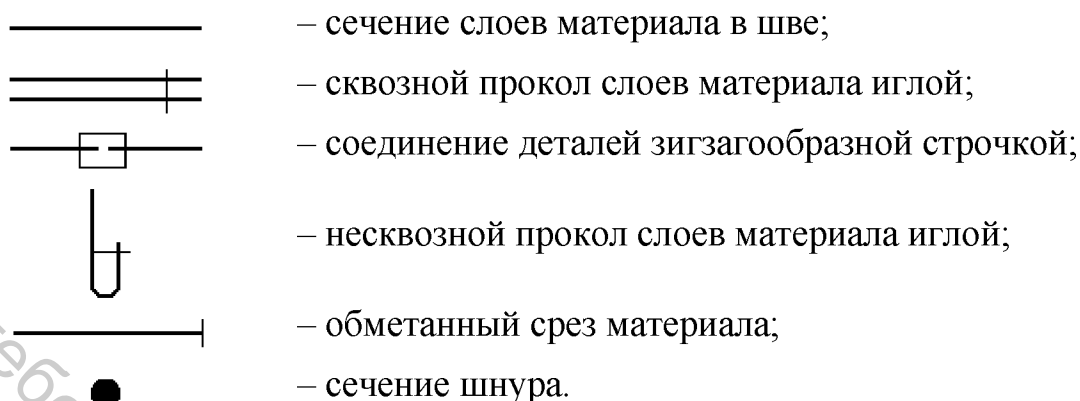 – сечение слоев материала в шве;
– сквозной прокол слоев материала иглой;
– соединение деталей зигзагообразной строчкой;
– несквозной прокол слоев материала иглой;
– обметанный срез материала;
– сечение шнура.